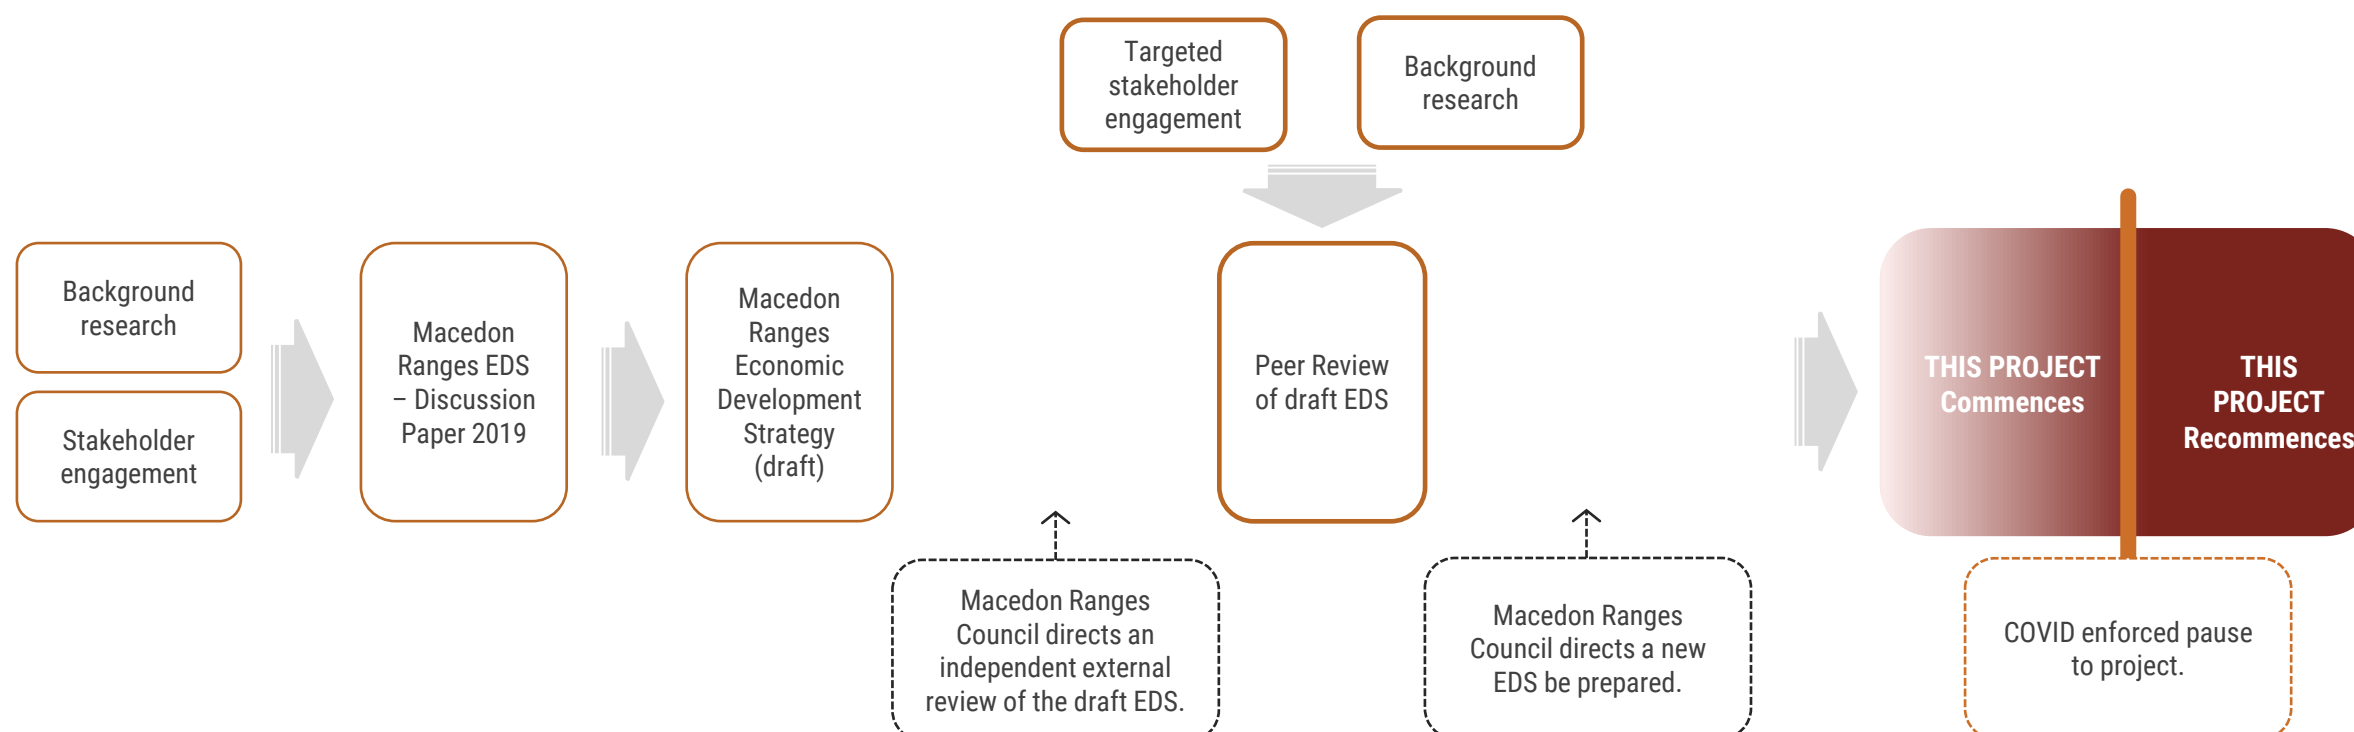 Targeted
stakeholder
engagement
Background
research
Background
research
Stakeholder
engagement
Macedon
Ranges EDS
– Discussion
Paper 2019
Macedon
Ranges
Economic
Development
Strategy
(draft)
Peer Review
of draft EDS
THIS PROJECT
Commences
THIS
PROJECT
Recommences
Macedon Ranges
Council directs an
independent external
review of the draft EDS.
Macedon Ranges
Council directs a new
EDS be prepared.
COVID enforced pause
to project.